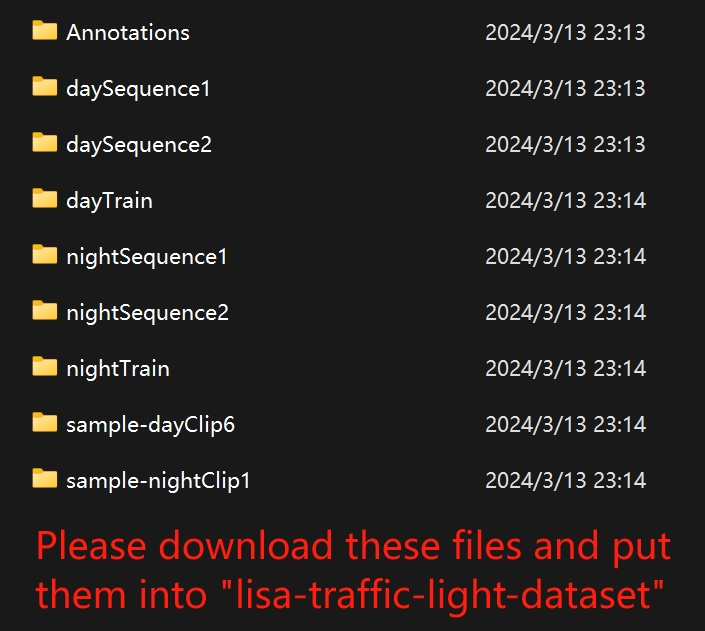 Annotations 2024/3/13 23:13
daySequence1 2024/3/13 23:13
daySequence2 2024/3/13 23:13
dayTrain 2024/3/13 23:14
nightSequence1 2024/3/13 23:14
nightSequence2 2024/3/13 23:14
nightTrain 2024/3/13 23:14
sample-dayClip6 2024/3/13 23:14
sample-nightClip1 2024/3/13 23:14
Please download these files and put
them into "lisa-traffic-light-dataset"